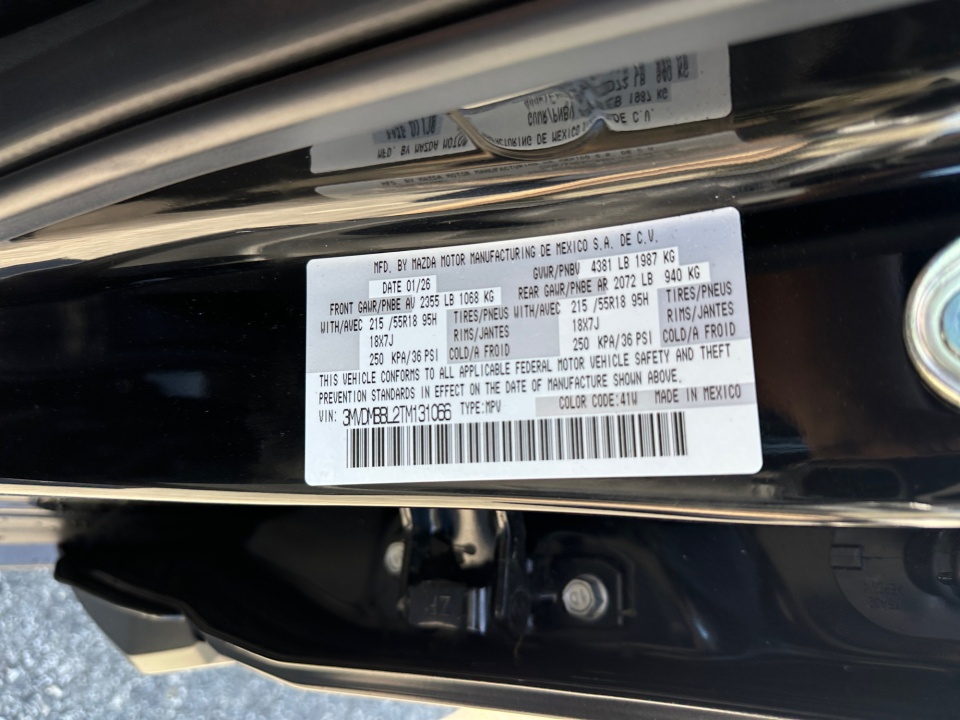 MFD. BY MAZDA MOTOR MANUFACTURING DE MEXICO S.A. DE C.V.
DATE 01/26 GVWR/PNBV 4381 LB 1987 KG
FRONT GAWR/PNBE AV 2355 LB 1068 KG REAR GAWR/PNBE AR 2072 LB 940 KG
WITH/AVEC 215 /55R18 95H TIRES/PNEUS WITH/AVEC 215 /55R18 95H TIRES/PNEUS
18X7J RIMS/JANTES 18X7J RIMS/JANTES
250 KPA/36 PSI COLD/A FROID 250 KPA/36 PSI COLD/A FROID
THIS VEHICLE CONFORMS TO ALL APPLICABLE FEDERAL MOTOR VEHICLE SAFETY AND THEFT
PREVENTION STANDARDS IN EFFECT ON THE DATE OF MANUFACTURE SHOWN ABOVE.
VIN: 3MVDMBBL2TM131066 TYPE:MPV COLOR CODE:41W MADE IN MEXICO